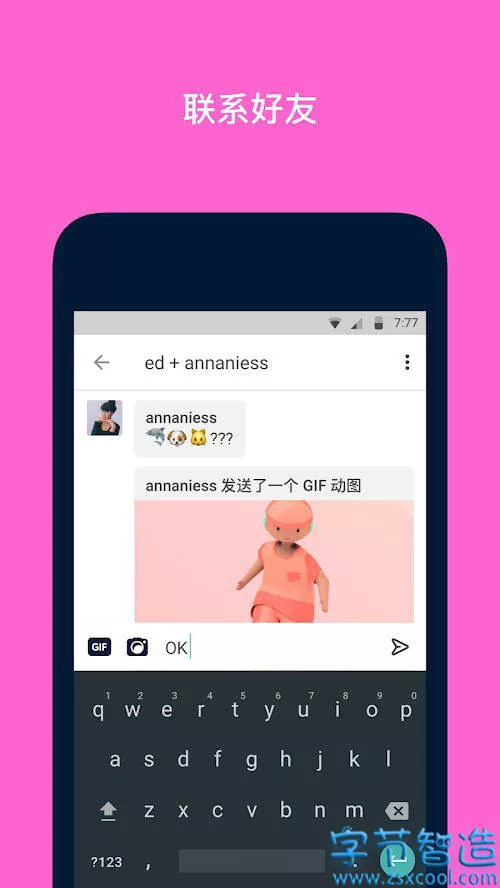 联系好友
7:77
ed + annaniess
annaniess
🐬🐶🐱???
annaniess 发送了一个 GIF 动图
GIF OK
1 2 3 4 5 6 7 8 9 0
q w e r t y u i o p
a s d f g h j k l
z x c v b n m
?123 , .
字节智造
www.zsxcool.com